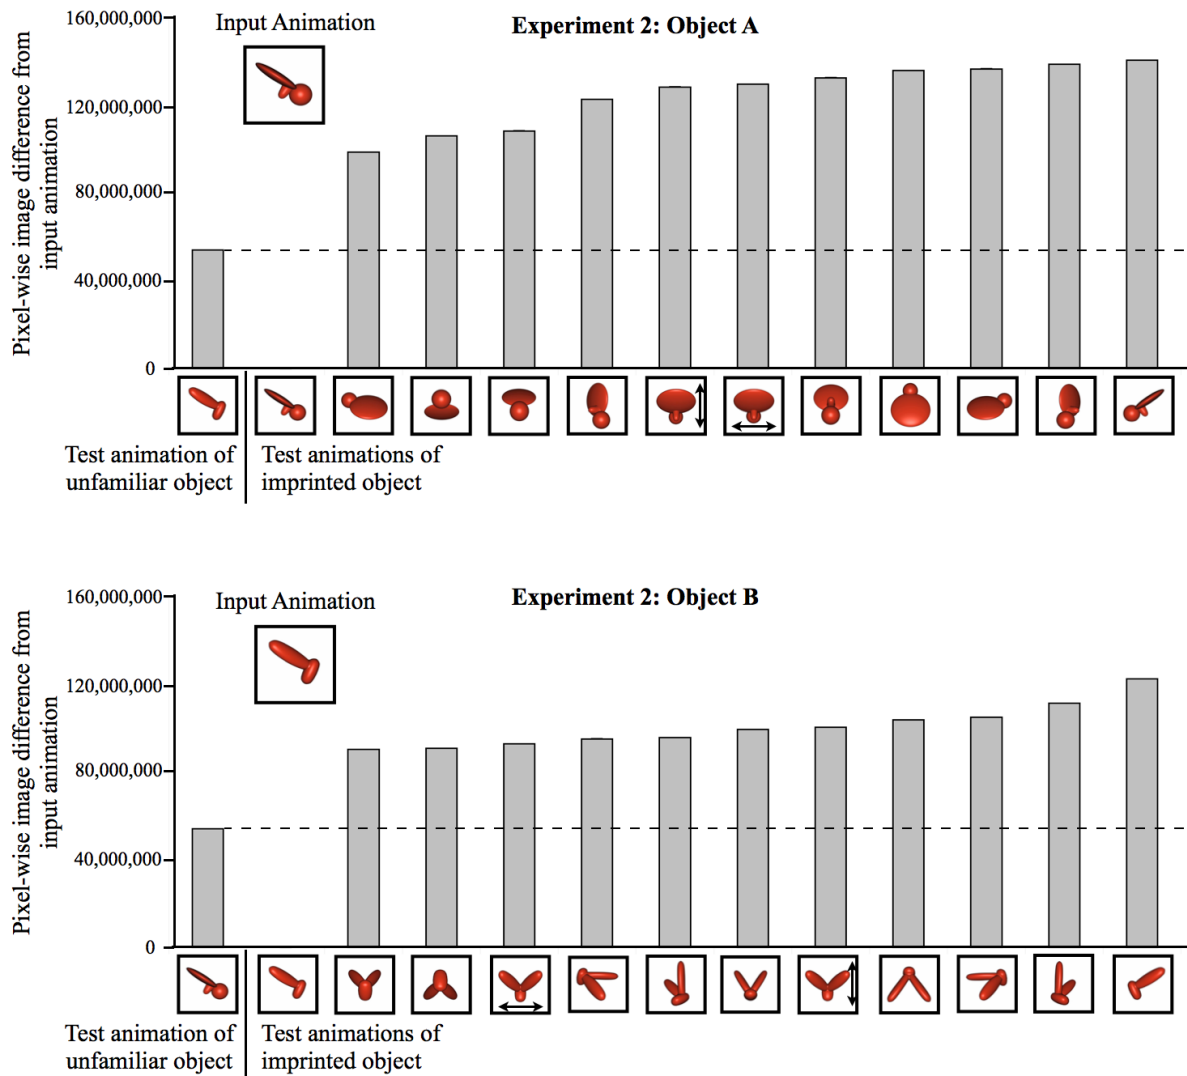 Experiment 2: Object A
Input Animation
Pixel-wise image difference from
input animation
160,000,000
120,000,000
80,000,000
40,000,000
0
Test animation of
unfamiliar object
Test animations of
imprinted object
Experiment 2: Object B
Input Animation
Pixel-wise image difference from
input animation
160,000,000
120,000,000
80,000,000
40,000,000
0
Test animation of
unfamiliar object
Test animations of
imprinted object